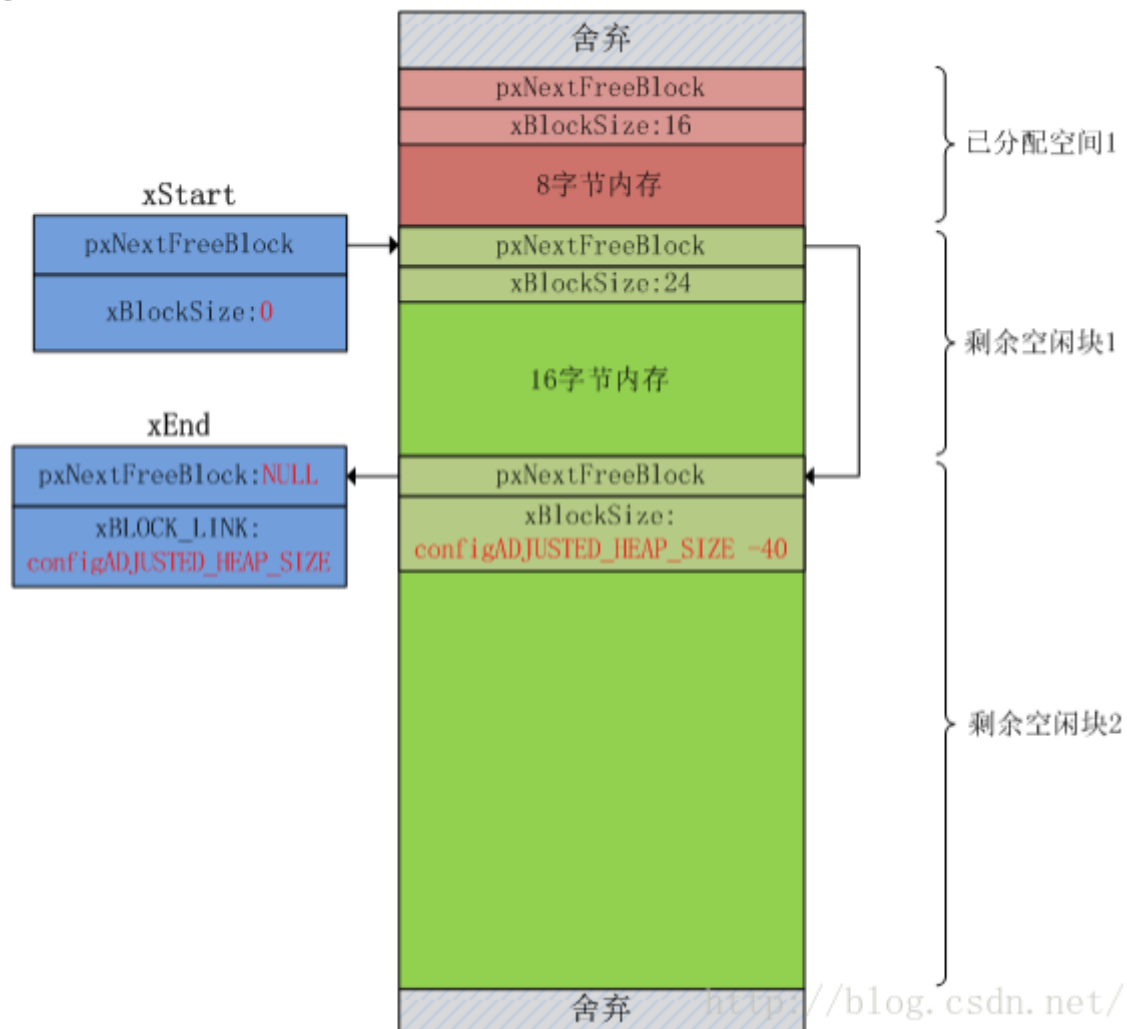 舍弃
pxNextFreeBlock
xBlockSize:16
8字节内存
已分配空间1
xStart
pxNextFreeBlock
xBlockSize:0
pxNextFreeBlock
xBlockSize:24
16字节内存
剩余空闲块1
xEnd
pxNextFreeBlock:NULL
xBLOCK_LINK:
configADJUSTED_HEAP_SIZE
pxNextFreeBlock
xBlockSize:
configADJUSTED_HEAP_SIZE -40
剩余空闲块2
舍弃
http://blog.csdn.net/